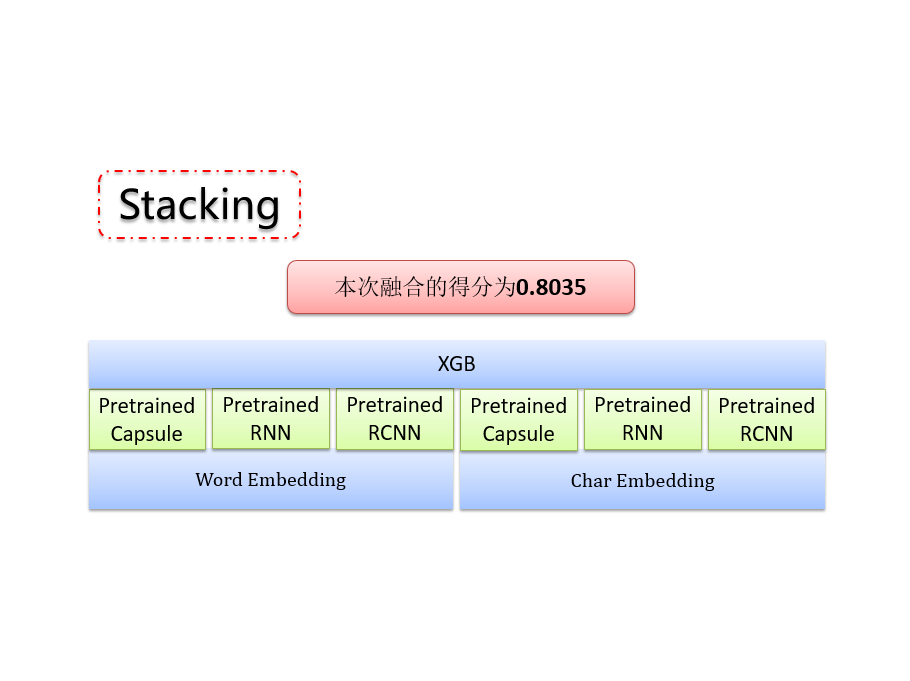 Stacking
本次融合的得分为0.8035
XGB
Pretrained
Capsule
Pretrained
RNN
Pretrained
RCNN
Pretrained
Capsule
Pretrained
RNN
Pretrained
RCNN
Word Embedding
Char Embedding